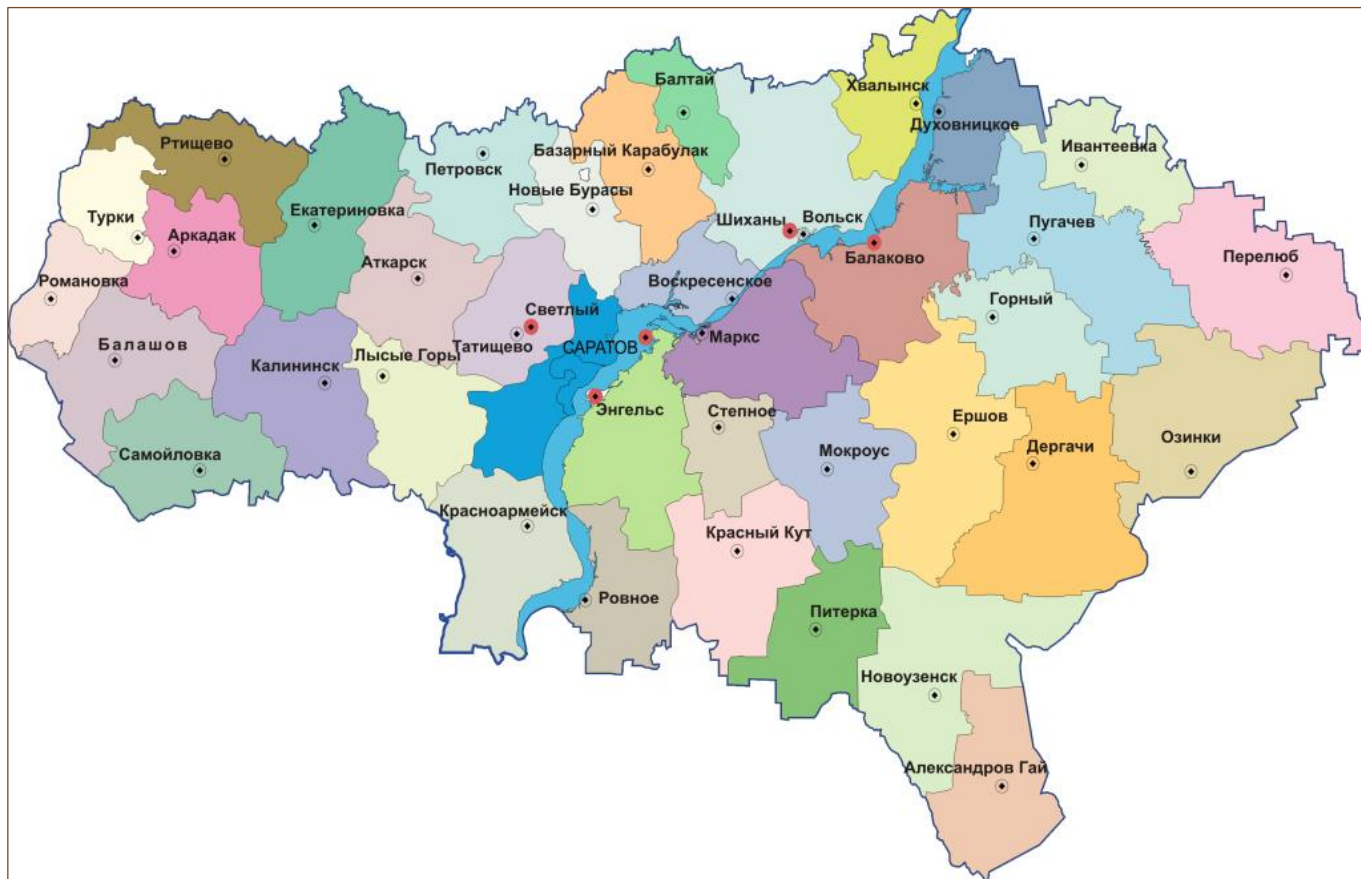 Балтай
Хвалынск
Духовницкое
Ртищево
Петровск
Базарный Карабулак
Ивантеевка
Новые Бурасы
Турки
Екатериновка
Аркадак
Шиханы
Вольск
Пугачев
Балаково
Перелюб
Аткарск
Романовка
Воскресенское
Горный
Светлый
Татищево
САРАТОВ
Маркс
Балашов
Калининск
Лысые Горы
Энгельс
Степное
Ершов
Дергачи
Озинки
Самойловка
Мокроус
Красноармейск
Красный Кут
Ровное
Питерка
Новоузенск
Александров Гай